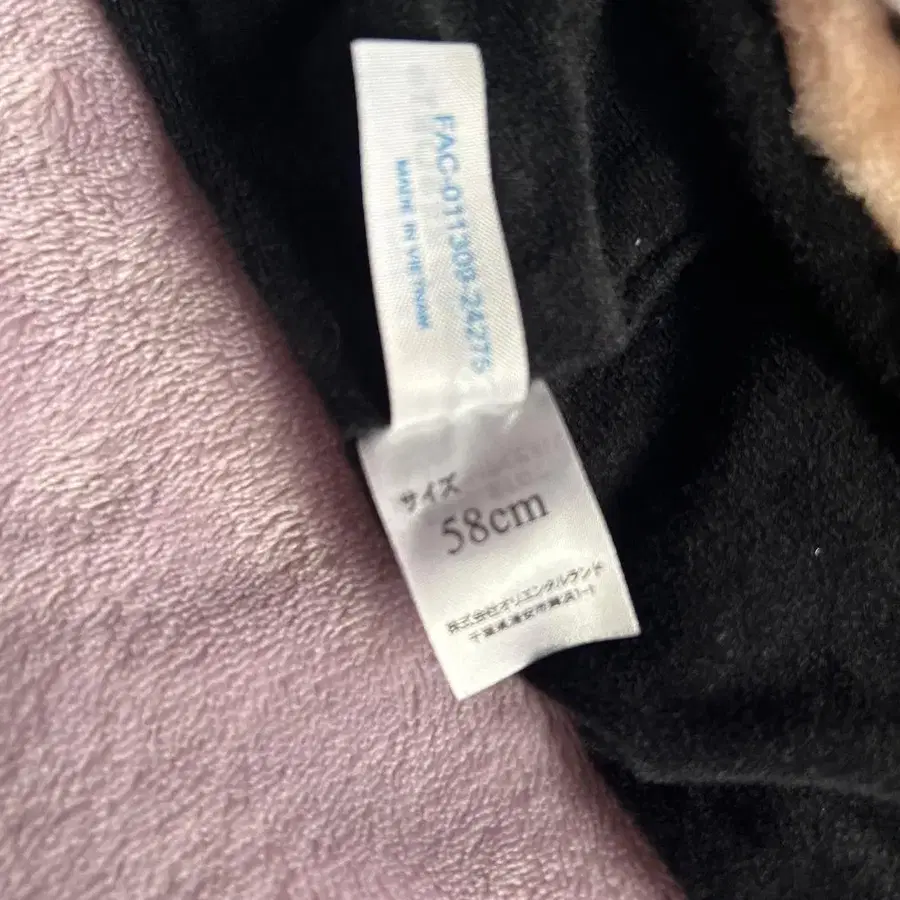 FAC-011308-24275
MADE IN VIETNAM
サイズ
58cm
株式会社オリエンタルランド
千葉県浦安市舞浜1-1